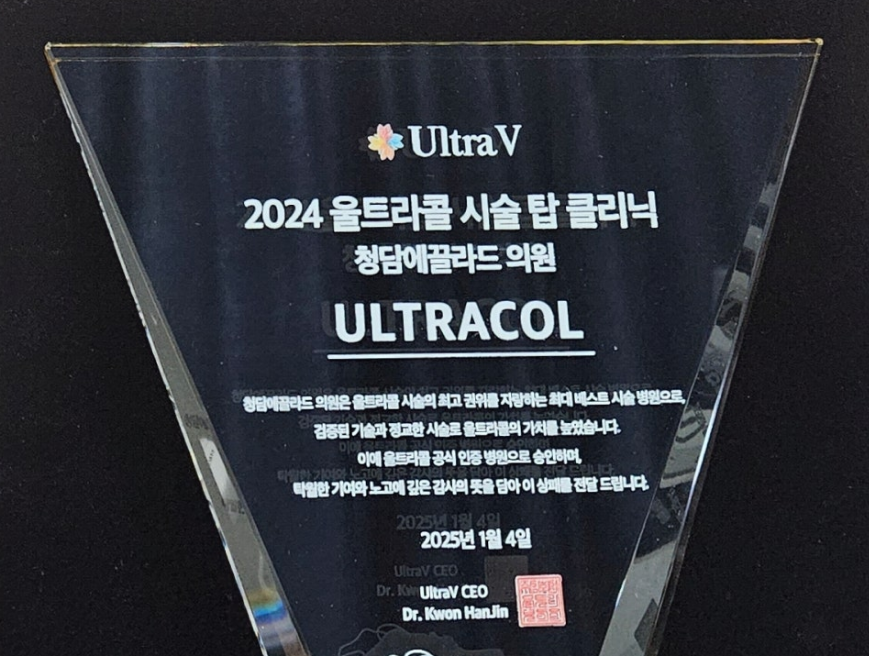 UltraV
2024 울트라콜 시술 탑 클리닉
청담에끌라드 의원
ULTRACOL
청담에끌라드 의원은 울트라콜 시술의 최고 권위를 자랑하는 최대 베스트 시술 병원으로,
검증된 기술과 정교한 시술로 울트라콜의 가치를 높였습니다.
이에 울트라콜 공식 인증 병원으로 승인하며,
탁월한 기여와 노고에 깊은 감사의 뜻을 담아 이 상패를 전달 드립니다.
2025년 1월 4일
UltraV CEO
Dr. Kwon HanJin